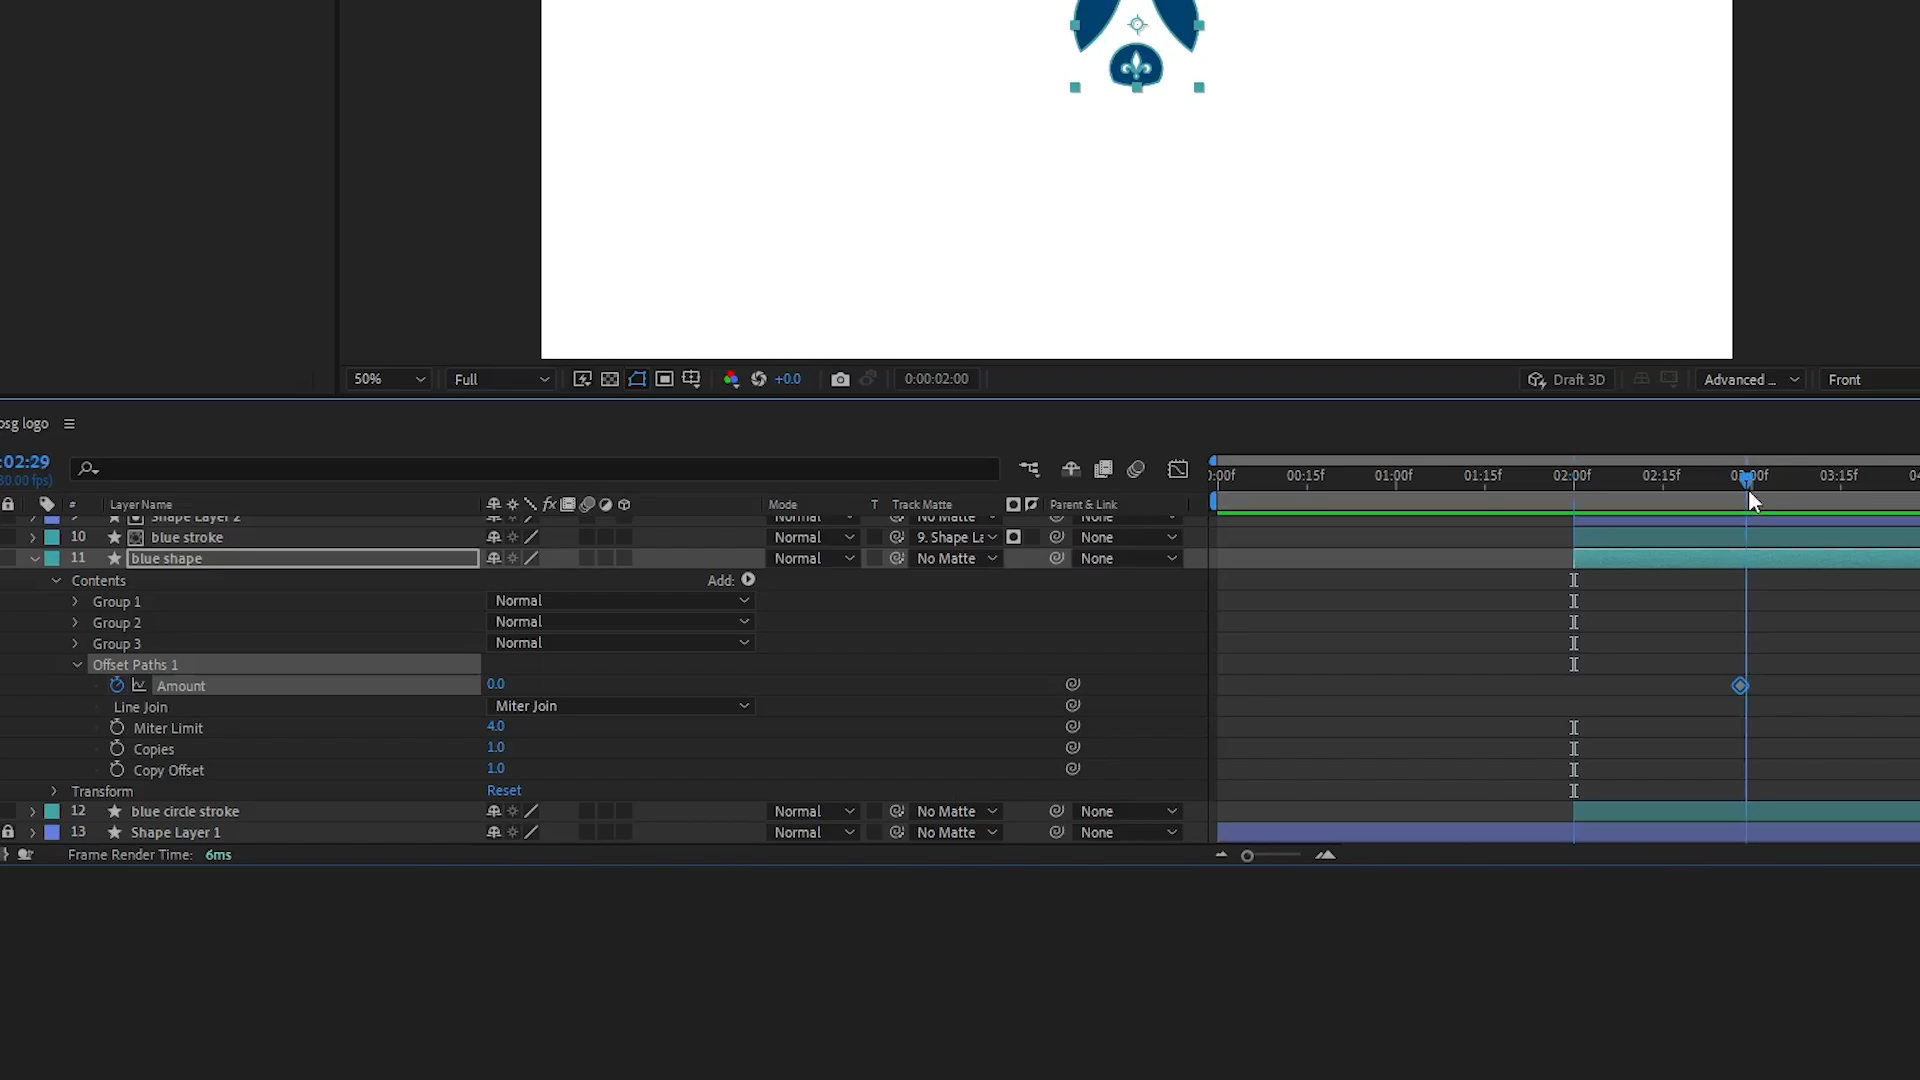 50% Full +0.0 0:00:02:00 Draft 3D Advanced ... Front
osg logo
:02:29
30.00 fps)
:00f 00:15f 01:00f 01:15f 02:00f 02:15f 03:00f 03:15f 04
# Layer Name fx Mode T Track Matte Parent & Link
Shape Layer 2 Normal No Matte None
10 blue stroke Normal 9. Shape La None
11 blue shape Normal No Matte None
Contents Add:
Group 1 Normal
Group 2 Normal
Group 3 Normal
Offset Paths 1
Amount 0.0
Line Join Miter Join
Miter Limit 4.0
Copies 1.0
Copy Offset 1.0
Transform Reset
12 blue circle stroke Normal No Matte None
13 Shape Layer 1 Normal No Matte None
Frame Render Time: 6ms